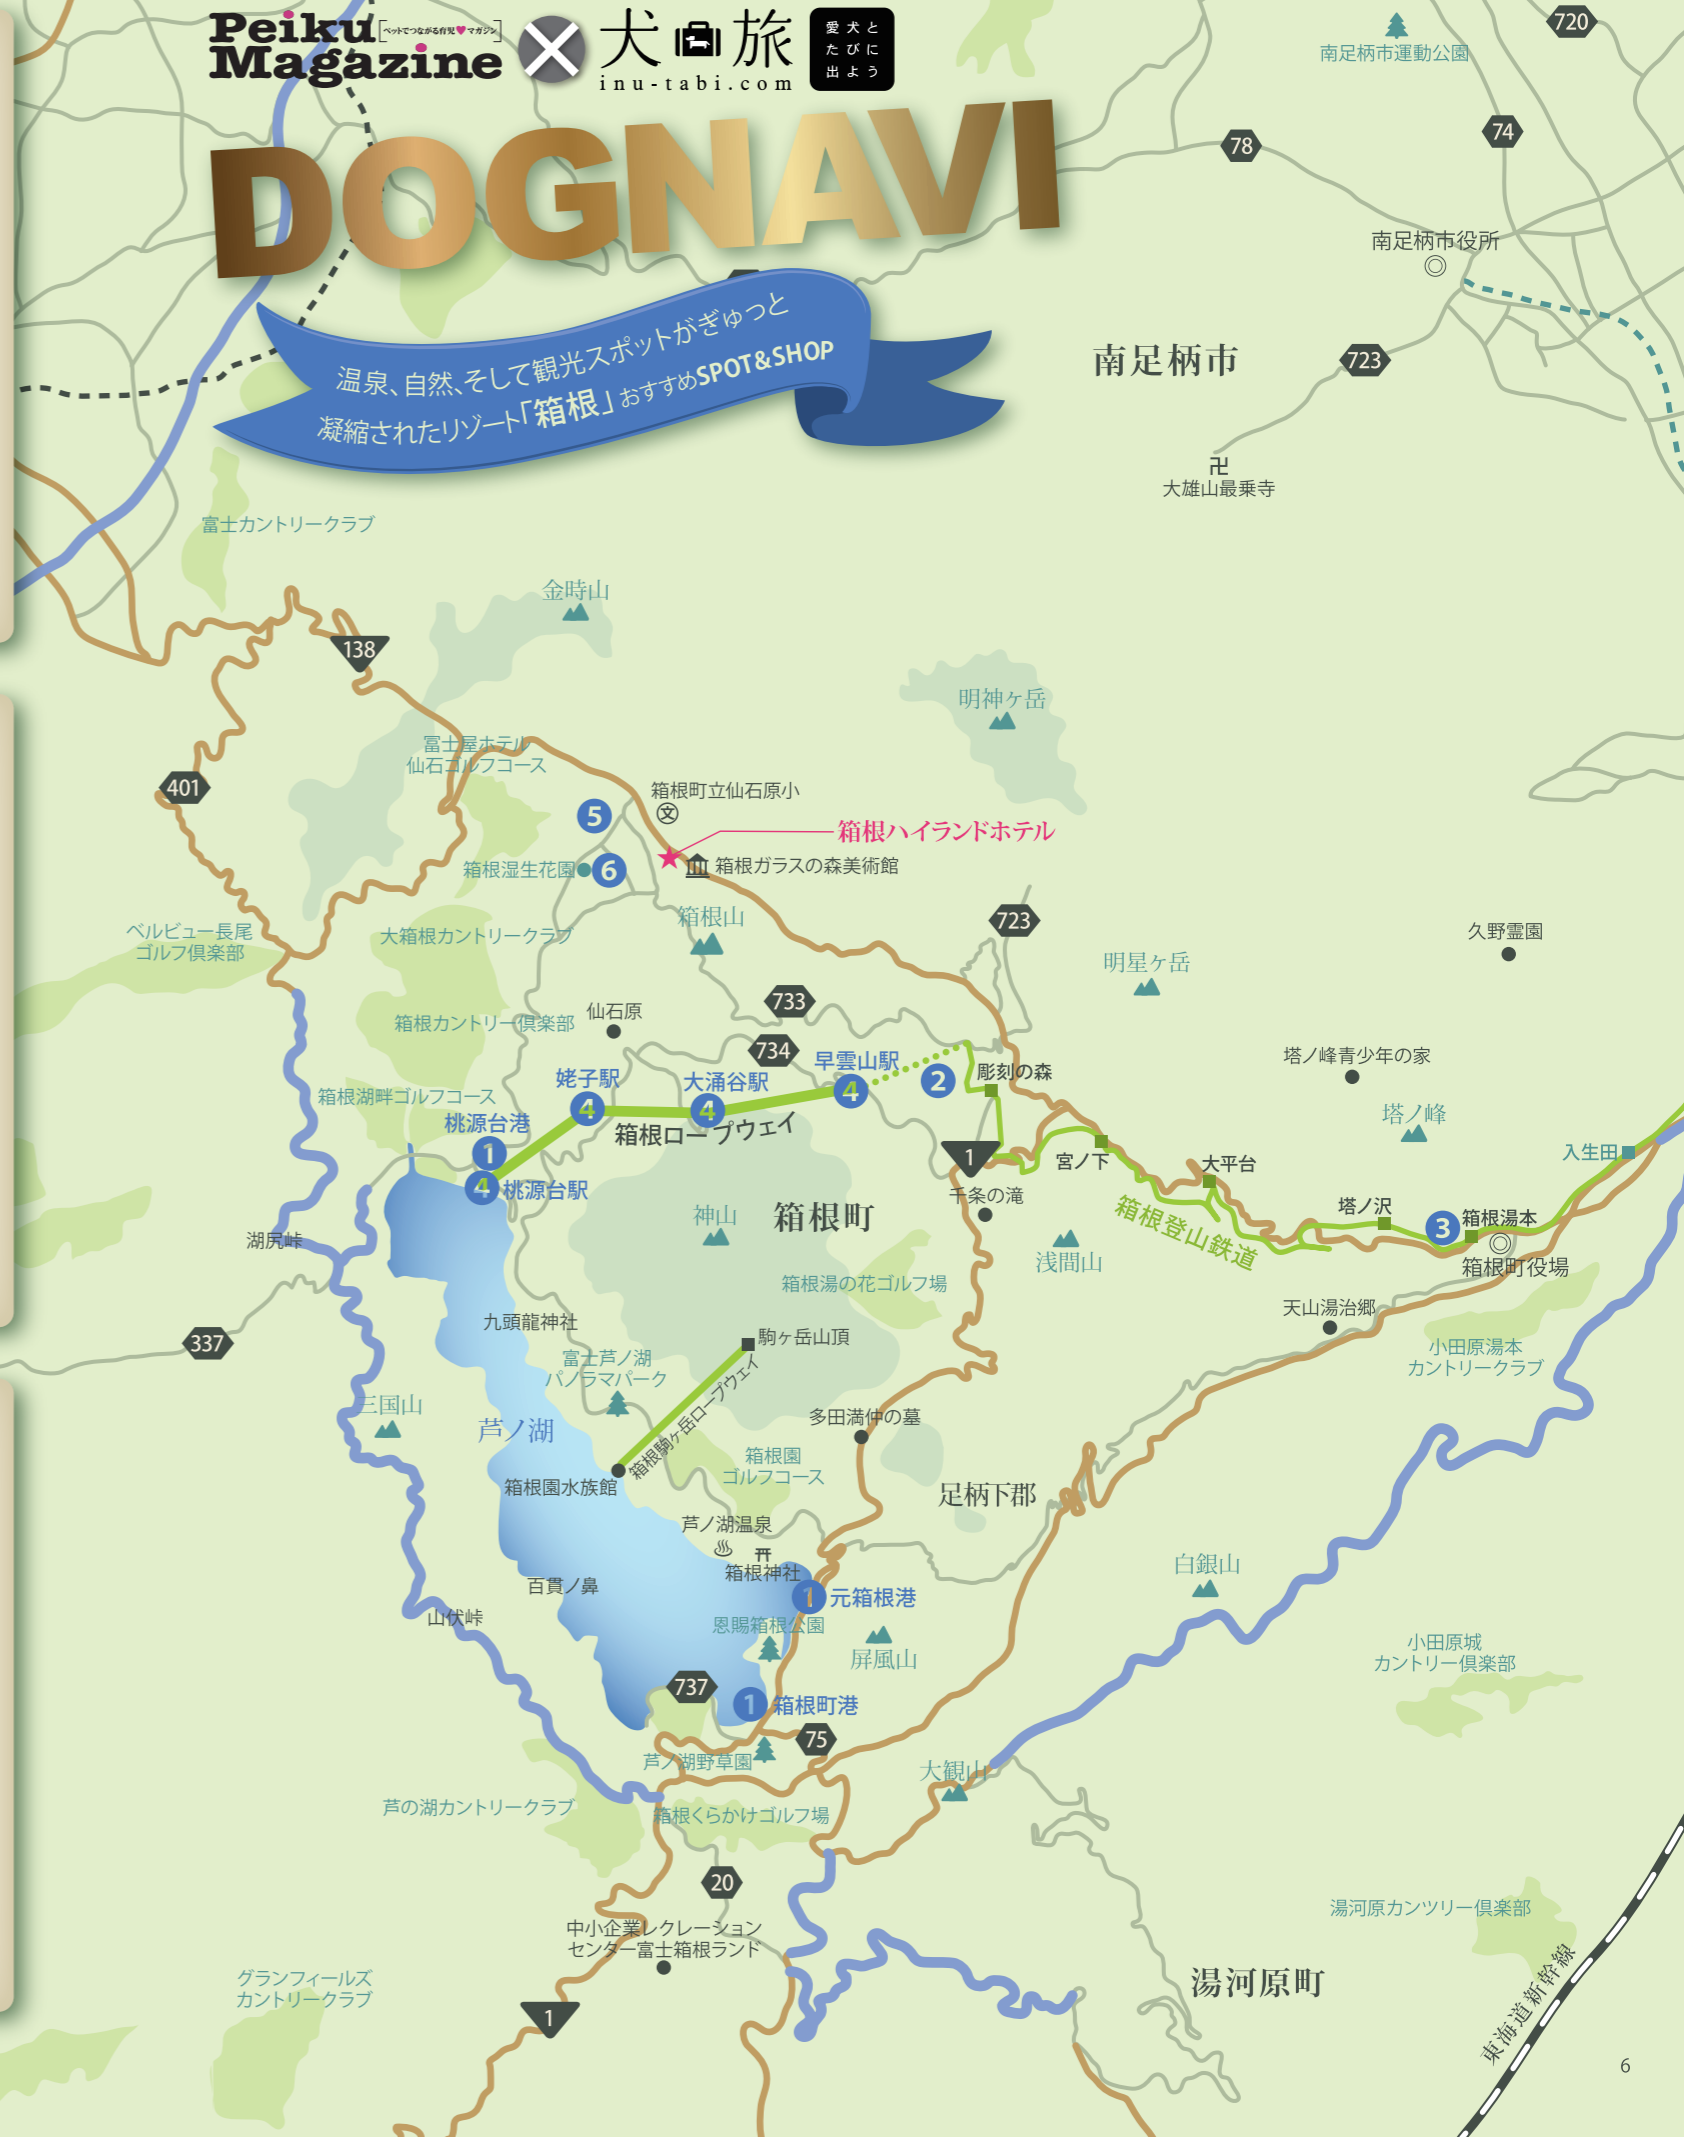 Peiku
[ペットでつながる育児♥マガジン]
Magazine
犬旅
inu-tabi.com
愛犬と
たびに
出よう
DOGNAVI
温泉、自然、そして観光スポットがぎゅっと
凝縮されたリゾート「箱根」おすすめSPOT&SHOP
720
南足柄市運動公園
74
78
南足柄市役所
南足柄市
723
卍
大雄山最乗寺
富士カントリークラブ
金時山
138
明神ヶ岳
冨士屋ホテル
仙石ゴルフコース
401
箱根町立仙石原小
文
5
箱根ハイランドホテル
箱根湿生花園
6
箱根ガラスの森美術館
箱根山
723
ベルビュー長尾
ゴルフ倶楽部
大箱根カントリークラブ
久野霊園
明星ヶ岳
733
仙石原
箱根カントリー倶楽部
734
早雲山駅
4
2
彫刻の森
塔ノ峰青少年の家
姥子駅
4
大涌谷駅
4
箱根湖畔ゴルフコース
箱根ロープウェイ
桃源台港
1
4
桃源台駅
塔ノ峰
1
宮ノ下
大平台
入生田
千条の滝
神山
箱根町
箱根登山鉄道
塔ノ沢
3
箱根湯本
箱根町役場
湖尻峠
浅間山
箱根湯の花ゴルフ場
天山湯治郷
九頭龍神社
337
駒ヶ岳山頂
小田原湯本
カントリークラブ
富士芦ノ湖
パノラマパーク
箱根駒ヶ岳ロープウェイ
三国山
芦ノ湖
多田満仲の墓
箱根園
ゴルフコース
箱根園水族館
足柄下郡
芦ノ湖温泉
箱根神社
白銀山
百貫ノ鼻
1
元箱根港
山伏峠
恩賜箱根公園
屏風山
小田原城
カントリー倶楽部
737
1
箱根町港
75
芦ノ湖野草園
大観山
芦の湖カントリークラブ
箱根くらかけゴルフ場
20
湯河原カンツリー倶楽部
中小企業レクレーション
センター富士箱根ランド
東海道新幹線
湯河原町
グランフィールズ
カントリークラブ
1
6